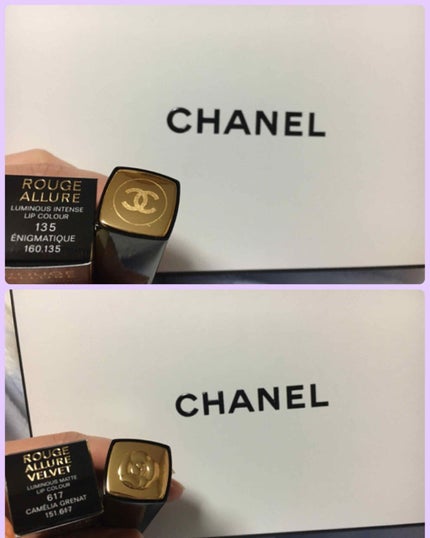 CHANEL
ROUGE
ALLURE
LUMINOUS INTENSE
LIP COLOUR
135
ÉNIGMATIQUE
160.135
CHANEL
ROUGE
ALLURE
VELVET
LUMINOUS MATTE
LIP COLOUR
617
CAMÉLIA GRENAT
151.617